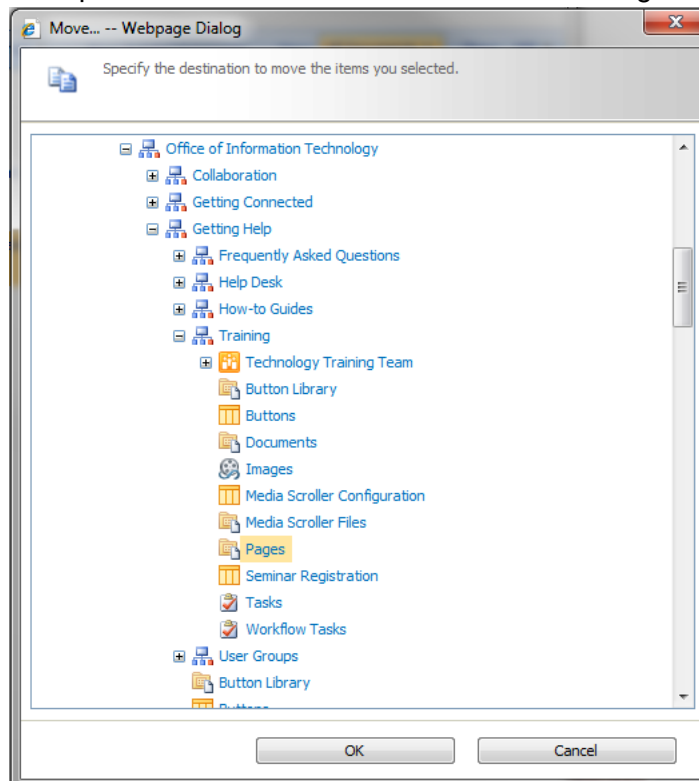 Move... -- Webpage Dialog
Specify the destination to move the items you selected.
Office of Information Technology
Collaboration
Getting Connected
Getting Help
Frequently Asked Questions
Help Desk
How-to Guides
Training
Technology Training Team
Button Library
Buttons
Documents
Images
Media Scroller Configuration
Media Scroller Files
Pages
Seminar Registration
Tasks
Workflow Tasks
User Groups
Button Library
Buttons
OK Cancel